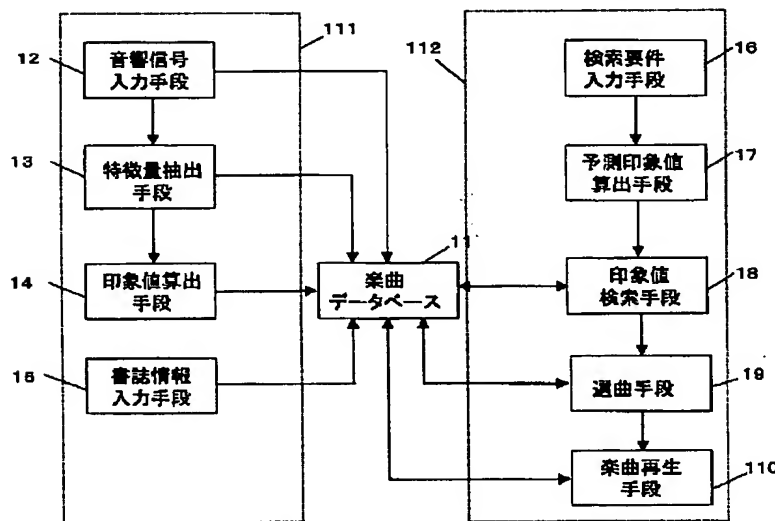 111
12
音響信号
入力手段
13
特徴量抽出
手段
14
印象値算出
手段
15
書誌情報
入力手段
11
楽曲
データベース
112
16
検索要件
入力手段
17
予測印象値
算出手段
18
印象値
検索手段
19
選曲手段
110
楽曲再生
手段